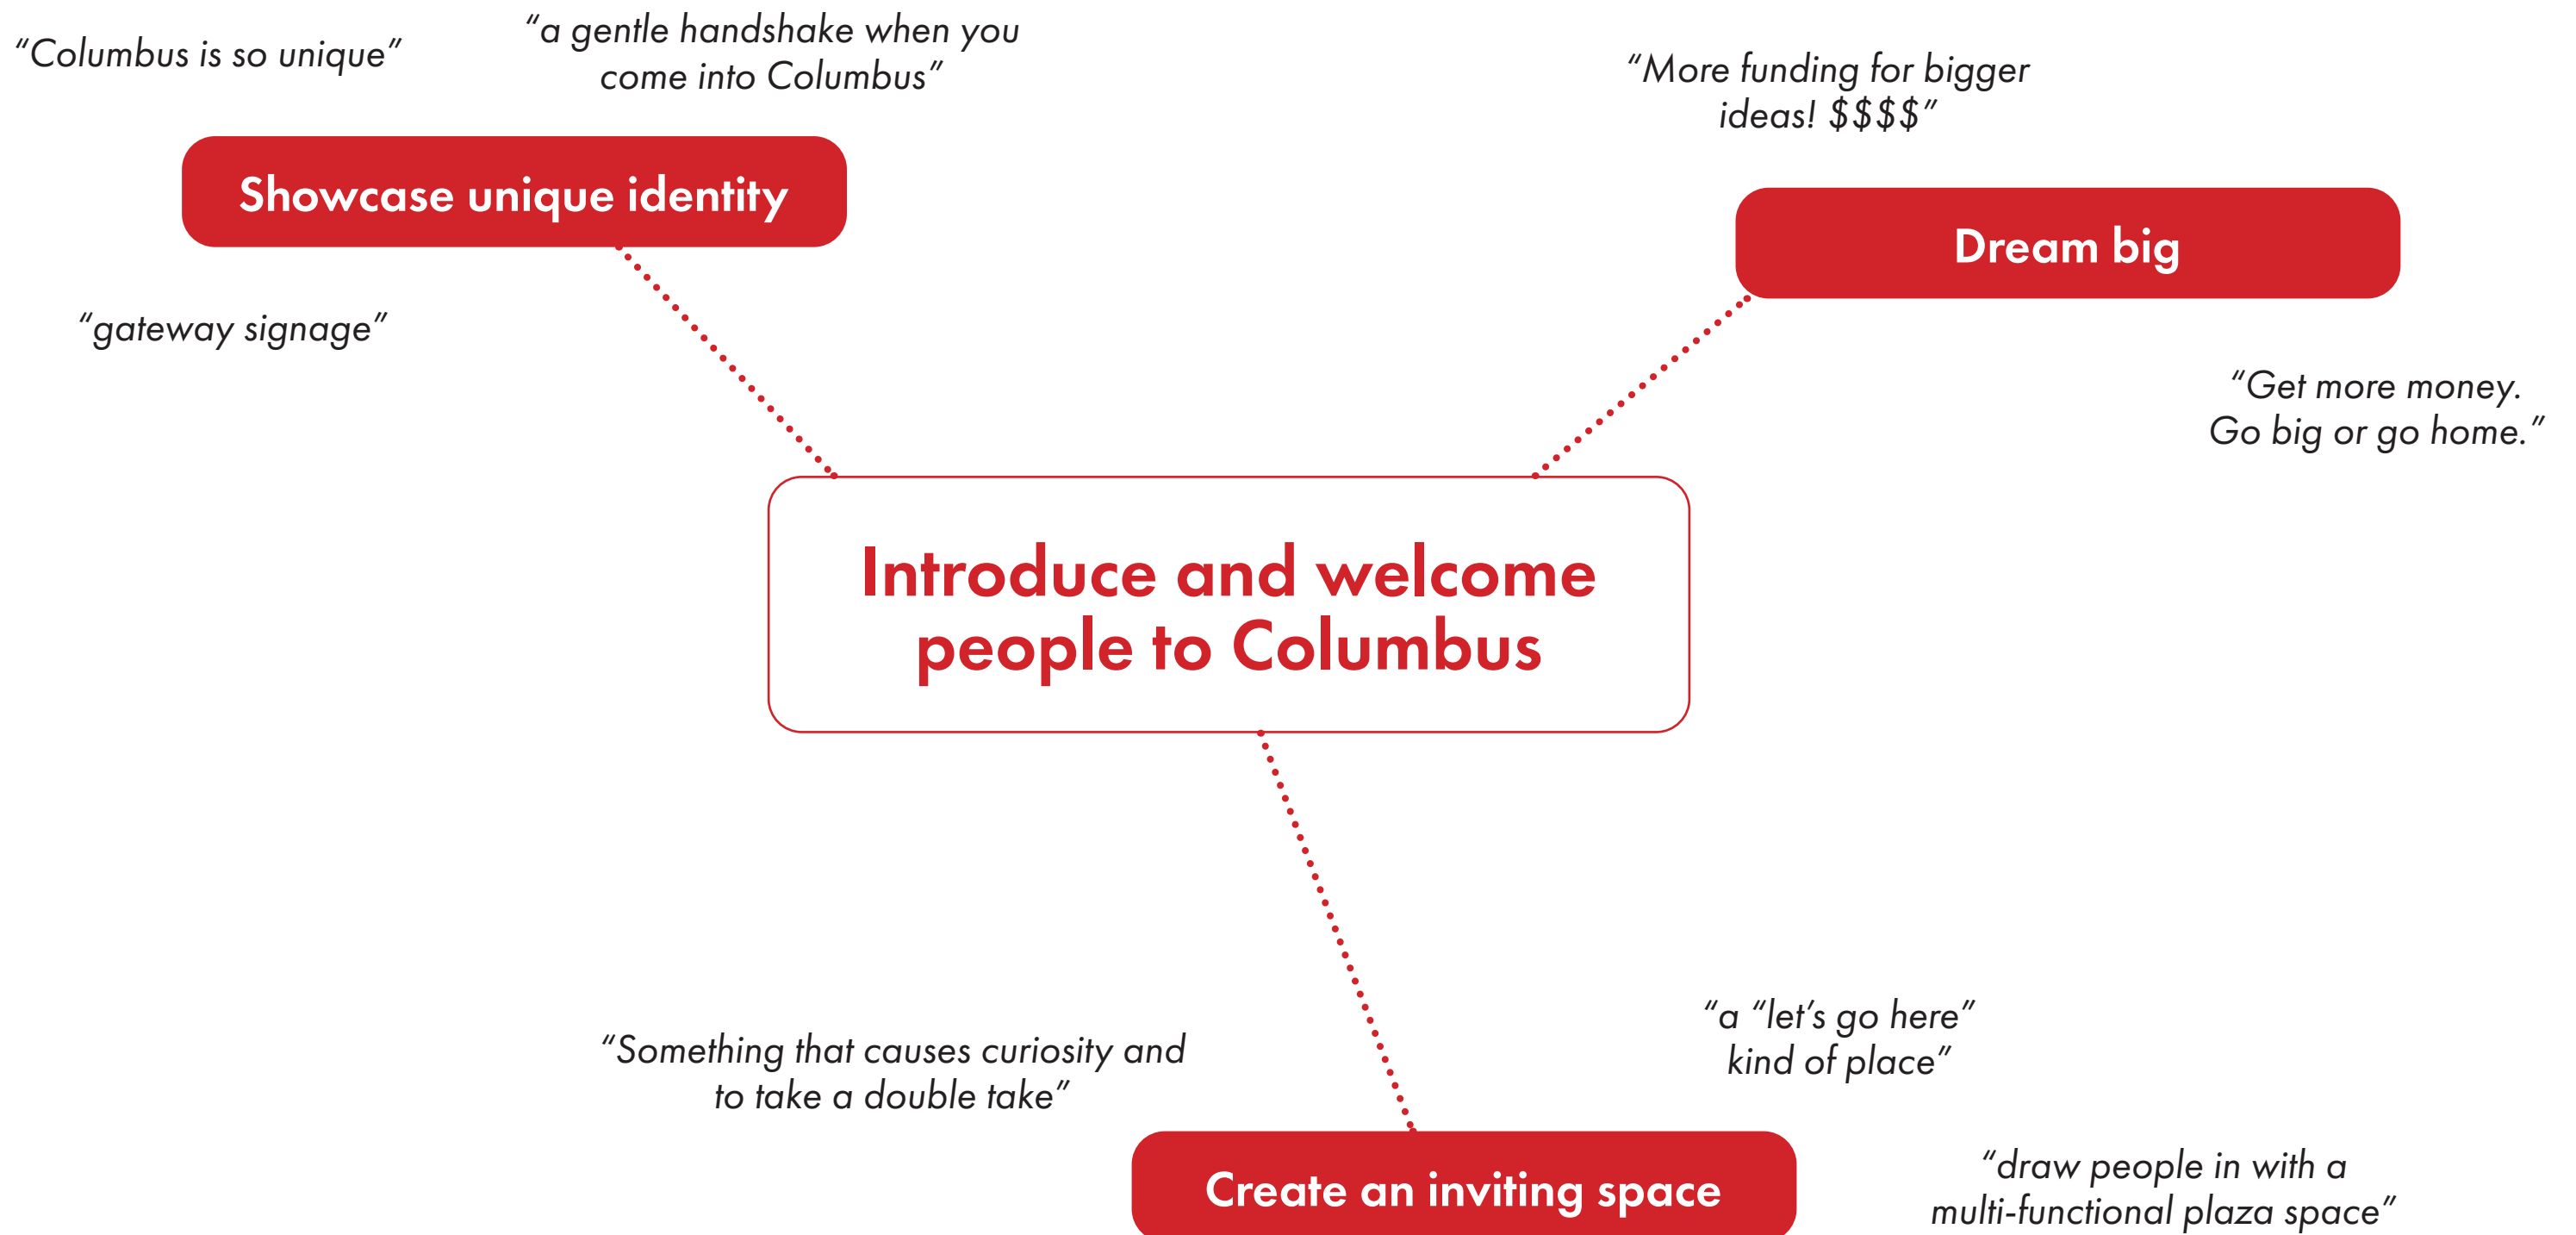 “Columbus is so unique”
“a gentle handshake when you
come into Columbus”
Showcase unique identity
“gateway signage”
“More funding for bigger
ideas! $$$$”
Dream big
“Get more money.
Go big or go home.”
Introduce and welcome
people to Columbus
“Something that causes curiosity and
to take a double take”
“a “let’s go here”
kind of place”
Create an inviting space
“draw people in with a
multi-functional plaza space”